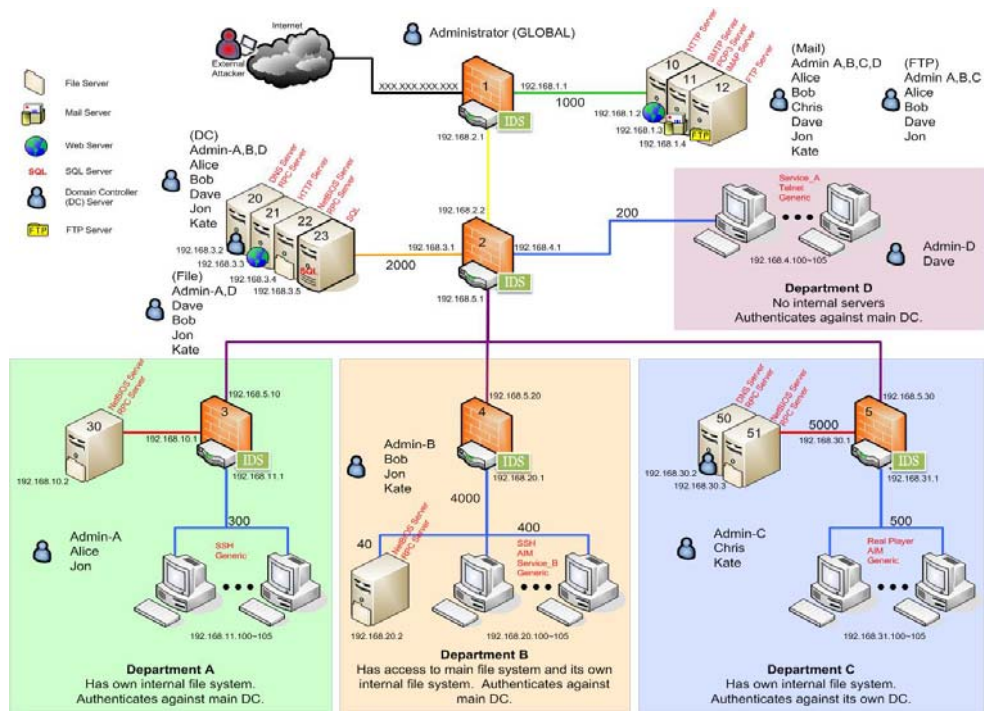 Internet
Administrator (GLOBAL)
External
Attacker
File Server
Mail Server
Web Server
SQL
SQL Server
Domain Controller
(DC) Server
FTP
FTP Server
XXX.XXX.XXX.XXX
1
IDS
192.168.1.1
1000
192.168.2.1
HTTP Server
SMTP Server
POP3 Server
IMAP Server
FTP Server
10
11
12
FTP
192.168.1.2
192.168.1.3
192.168.1.4
(Mail)
Admin A,B,C,D
Alice
Bob
Chris
Dave
Jon
Kate
(FTP)
Admin A,B,C
Alice
Bob
Dave
Jon
(DC)
Admin-A,B,D
Alice
Bob
Dave
Jon
Kate
DNS Server
RPC Server
HTTP Server
NetBIOS Server
RPC Server
SQL
20
21
22
23
SQL
192.168.3.2
192.168.3.3
192.168.3.4
192.168.3.5
(File)
Admin-A,D
Dave
Bob
Jon
Kate
2000
192.168.3.1
192.168.2.2
2
IDS
192.168.4.1
192.168.5.1
200
Service_A
Telnet
Generic
192.168.4.100~105
Admin-D
Dave
Department D
No internal servers
Authenticates against main DC.
NetBIOS Server
RPC Server
30
192.168.10.2
192.168.10.1
192.168.5.10
3
IDS
192.168.11.1
300
SSH
Generic
Admin-A
Alice
Jon
192.168.11.100~105
Department A
Has own internal file system.
Authenticates against main DC.
192.168.5.20
4
IDS
192.168.20.1
Admin-B
Bob
Jon
Kate
4000
400
40
NetBIOS Server
RPC Server
SSH
AIM
Service_B
Generic
192.168.20.2
192.168.20.100~105
Department B
Has access to main file system and its own
internal file system. Authenticates against
main DC.
192.168.5.30
DNS Server
RPC Server
NetBIOS Server
RPC Server
50
51
5000
192.168.30.1
5
IDS
192.168.31.1
192.168.30.2
192.168.30.3
500
Admin-C
Chris
Kate
Real Player
AIM
Generic
192.168.31.100~105
Department C
Has own internal file system.
Authenticates against its own DC.